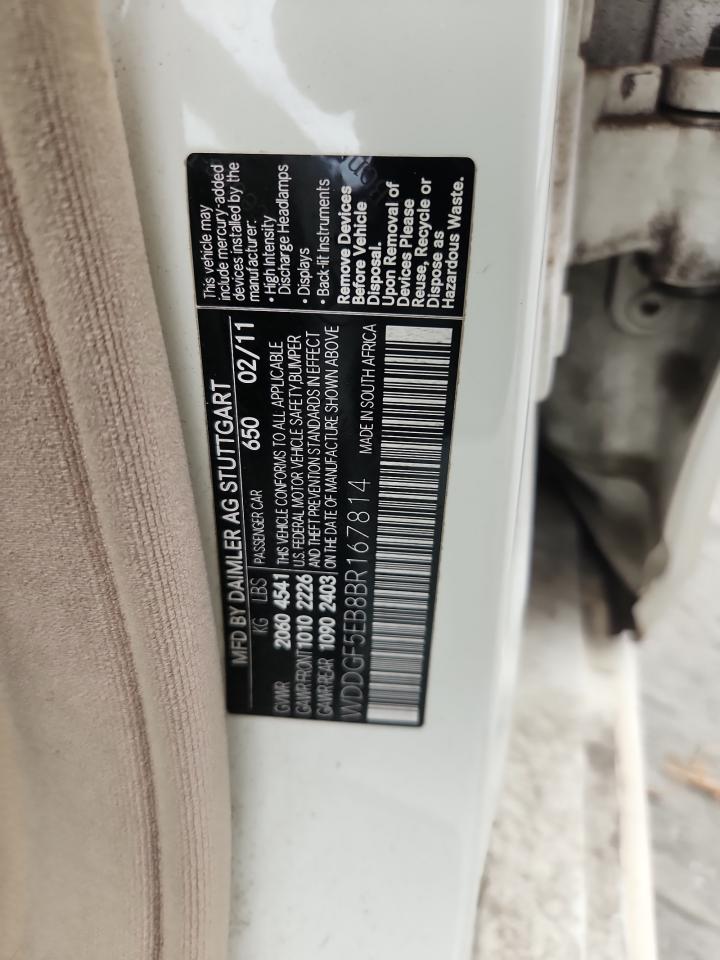 MFD BY DAIMLER AG STUTTGART
KG LBS PASSENGER CAR 650 02/11
GVWR 2060 4541
GAWR FRONT 1010 2226
GAWR REAR 1090 2403
THIS VEHICLE CONFORMS TO ALL APPLICABLE
U.S. FEDERAL MOTOR VEHICLE SAFETY, BUMPER
AND THEFT PREVENTION STANDARDS IN EFFECT
ON THE DATE OF MANUFACTURE SHOWN ABOVE
WDDGF5EB8BR167814 MADE IN SOUTH AFRICA
This vehicle may
include mercury-added
devices installed by the
manufacturer:
• High Intensity
Discharge Headlamps
• Displays
• Back-lit Instruments
Remove Devices
Before Vehicle
Disposal.
Upon Removal of
Devices Please
Reuse, Recycle or
Dispose as
Hazardous Waste.